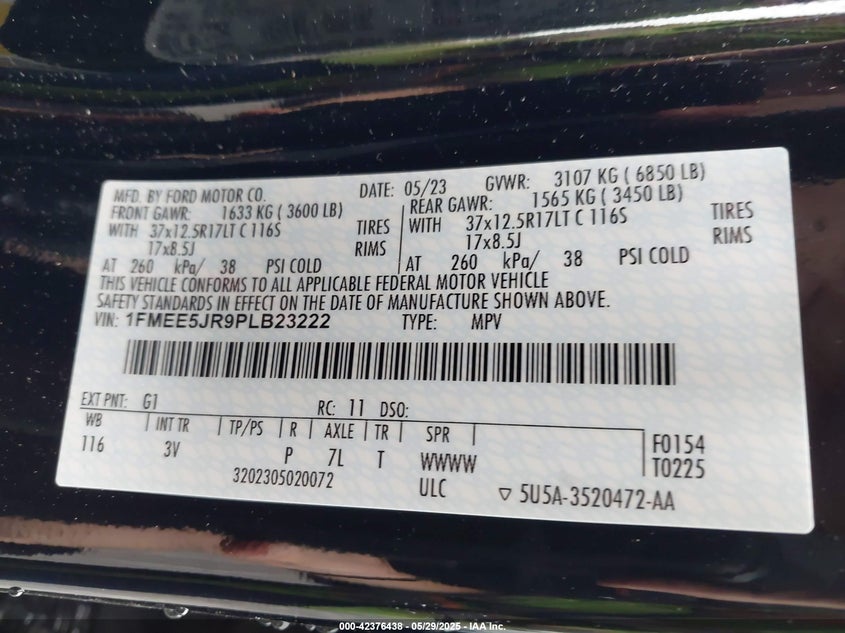 MFD. BY FORD MOTOR CO. DATE: 05/23 GVWR: 3107 KG ( 6850 LB)
FRONT GAWR: 1633 KG ( 3600 LB) REAR GAWR: 1565 KG ( 3450 LB)
WITH 37x12.5R17LT C 116S TIRES WITH 37x12.5R17LT C 116S TIRES
17x8.5J RIMS 17x8.5J RIMS
AT 260 kPa/ 38 PSI COLD AT 260 kPa/ 38 PSI COLD
THIS VEHICLE CONFORMS TO ALL APPLICABLE FEDERAL MOTOR VEHICLE
SAFETY STANDARDS IN EFFECT ON THE DATE OF MANUFACTURE SHOWN ABOVE.
VIN: 1FMEE5JR9PLB23222 TYPE: MPV
EXT PNT: G1 RC: 11 DSO:
WB INT TR TP/PS R AXLE TR SPR F0154
116 3V P 7L T WWWW T0225
3202305020072 ULC ▽ 5U5A-3520472-AA
000-42376438 - 05/29/2025 - IAA Inc.